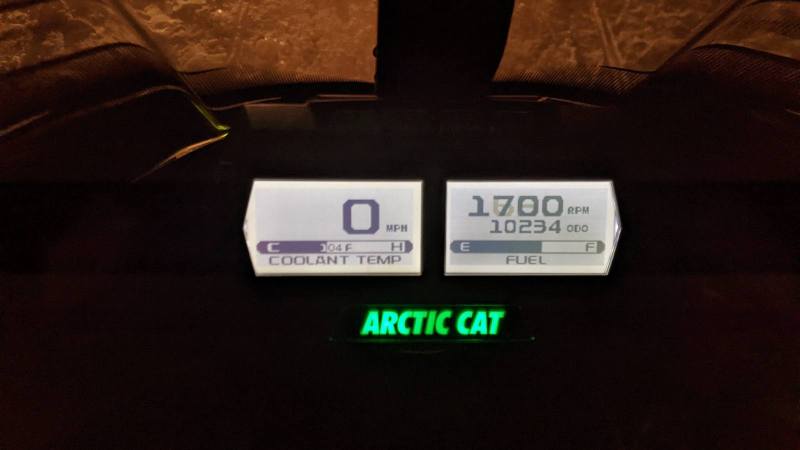 0 MPH
C 104 F H
COOLANT TEMP
1700 RPM
10234 ODO
E F
FUEL
ARCTIC CAT